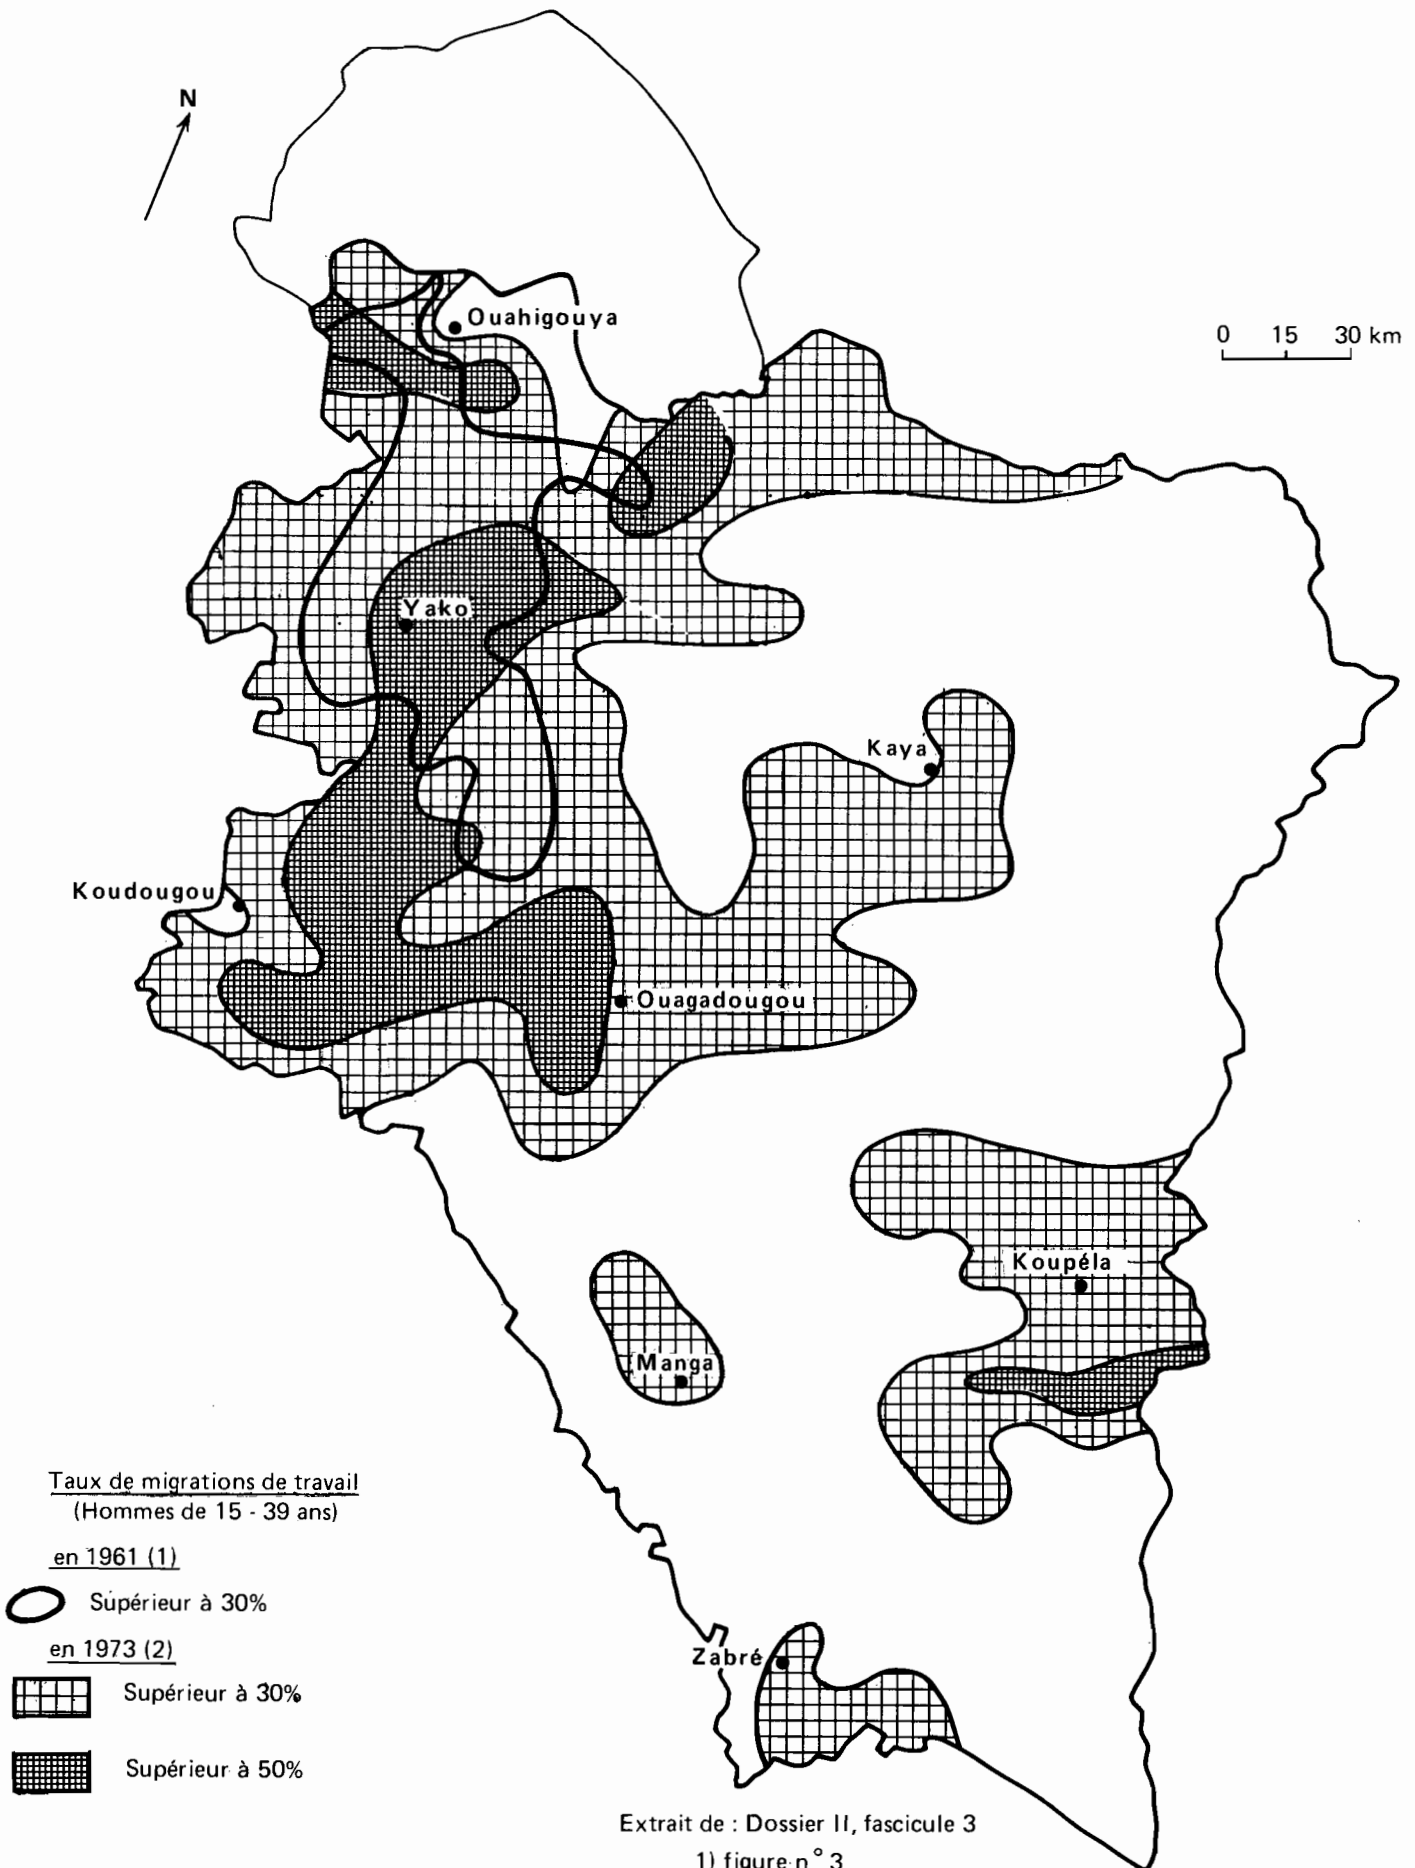 N
Ouahigouya
0 15 30 km
Yako
Kaya
Koudougou
Ouagadougou
Koupéla
Manga
Zabré
Taux de migrations de travail
(Hommes de 15 - 39 ans)
en 1961 (1)
Supérieur à 30%
en 1973 (2)
Supérieur à 30%
Supérieur à 50%
Extrait de : Dossier II, fascicule 3
1) figure n° 3